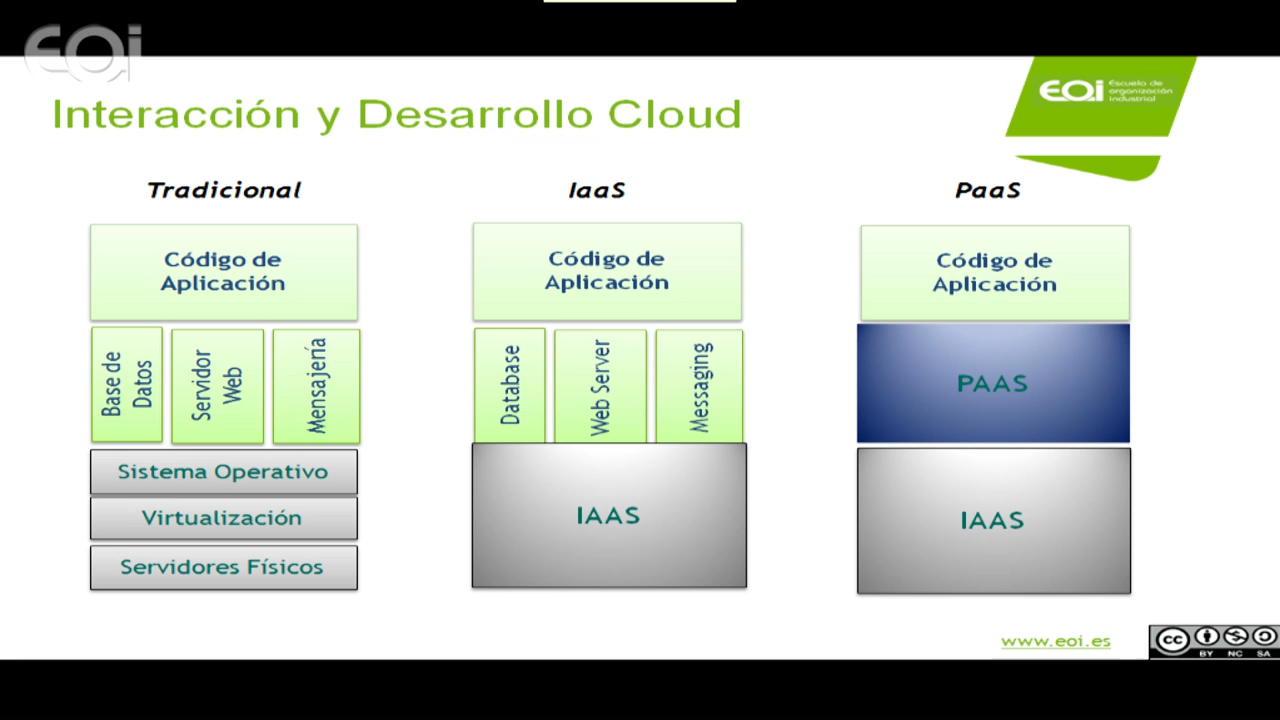 EOi
Interacción y Desarrollo Cloud
EOi Escuela de
organización
industrial
Tradicional
IaaS
PaaS
Código de
Aplicación
Código de
Aplicación
Código de
Aplicación
Base de
Datos
Servidor
Web
Mensajería
Database
Web Server
Messaging
PAAS
Sistema Operativo
Virtualización
Servidores Físicos
IAAS
IAAS
www.eoi.es
cc
BY NC SA